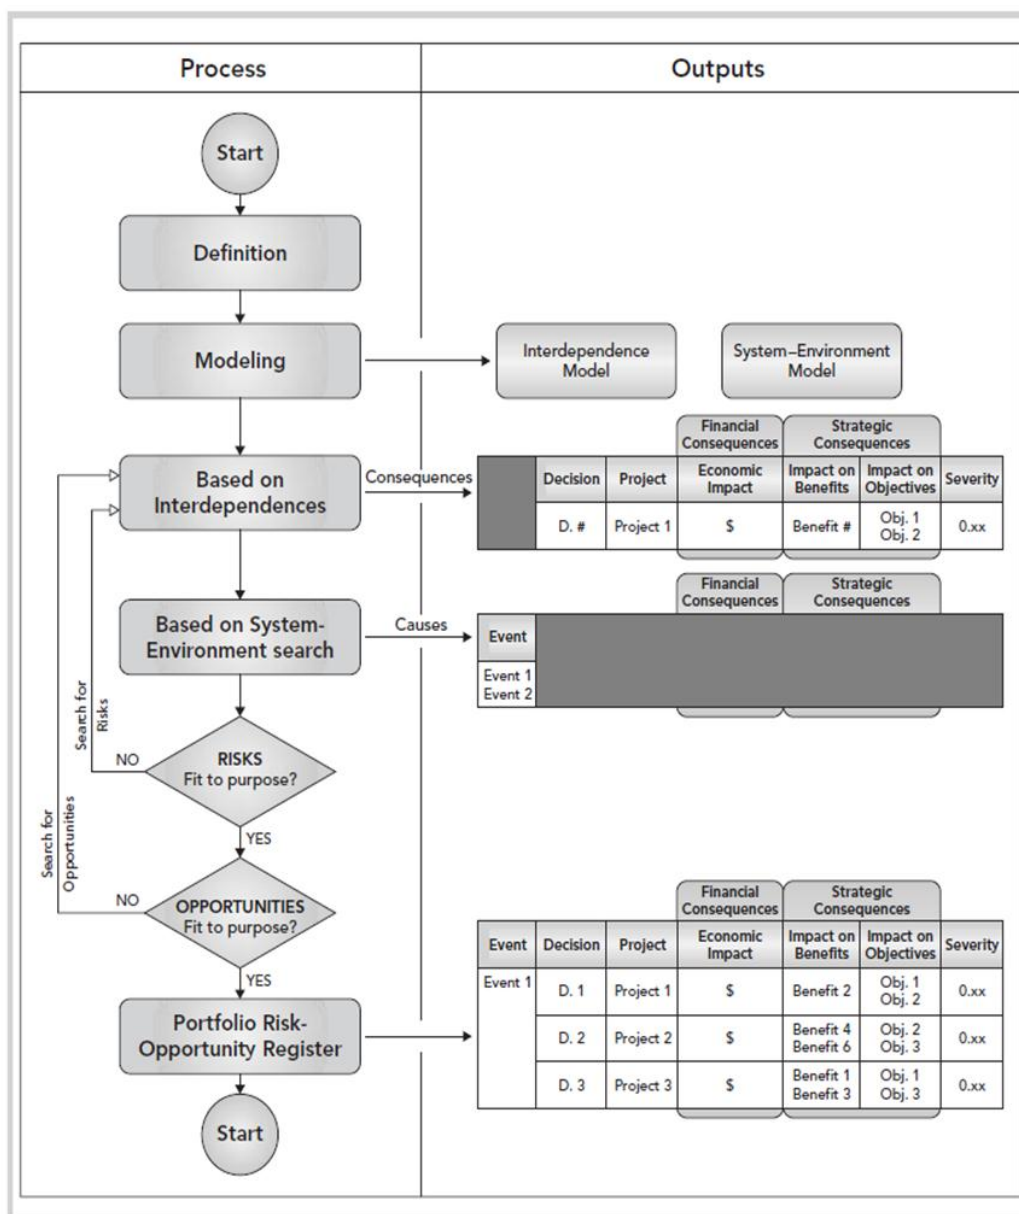 Process
Outputs
Start
Definition
Modeling
Interdependence
Model
System–Environment
Model
Based on
Interdependences
Consequences
Financial
Consequences
Strategic
Consequences
Decision
Project
Economic
Impact
Impact on
Benefits
Impact on
Objectives
Severity
D. #
Project 1
$
Benefit #
Obj. 1
Obj. 2
0.xx
Based on System-
Environment search
Causes
Financial
Consequences
Strategic
Consequences
Event
Event 1
Event 2
Search for
Risks
NO
RISKS
Fit to purpose?
YES
Search for
Opportunities
NO
OPPORTUNITIES
Fit to purpose?
YES
Financial
Consequences
Strategic
Consequences
Event
Decision
Project
Economic
Impact
Impact on
Benefits
Impact on
Objectives
Severity
Event 1
D. 1
Project 1
$
Benefit 2
Obj. 1
Obj. 2
0.xx
D. 2
Project 2
$
Benefit 4
Benefit 6
Obj. 2
Obj. 3
0.xx
D. 3
Project 3
$
Benefit 1
Benefit 3
Obj. 1
Obj. 3
0.xx
Portfolio Risk-
Opportunity Register
Start